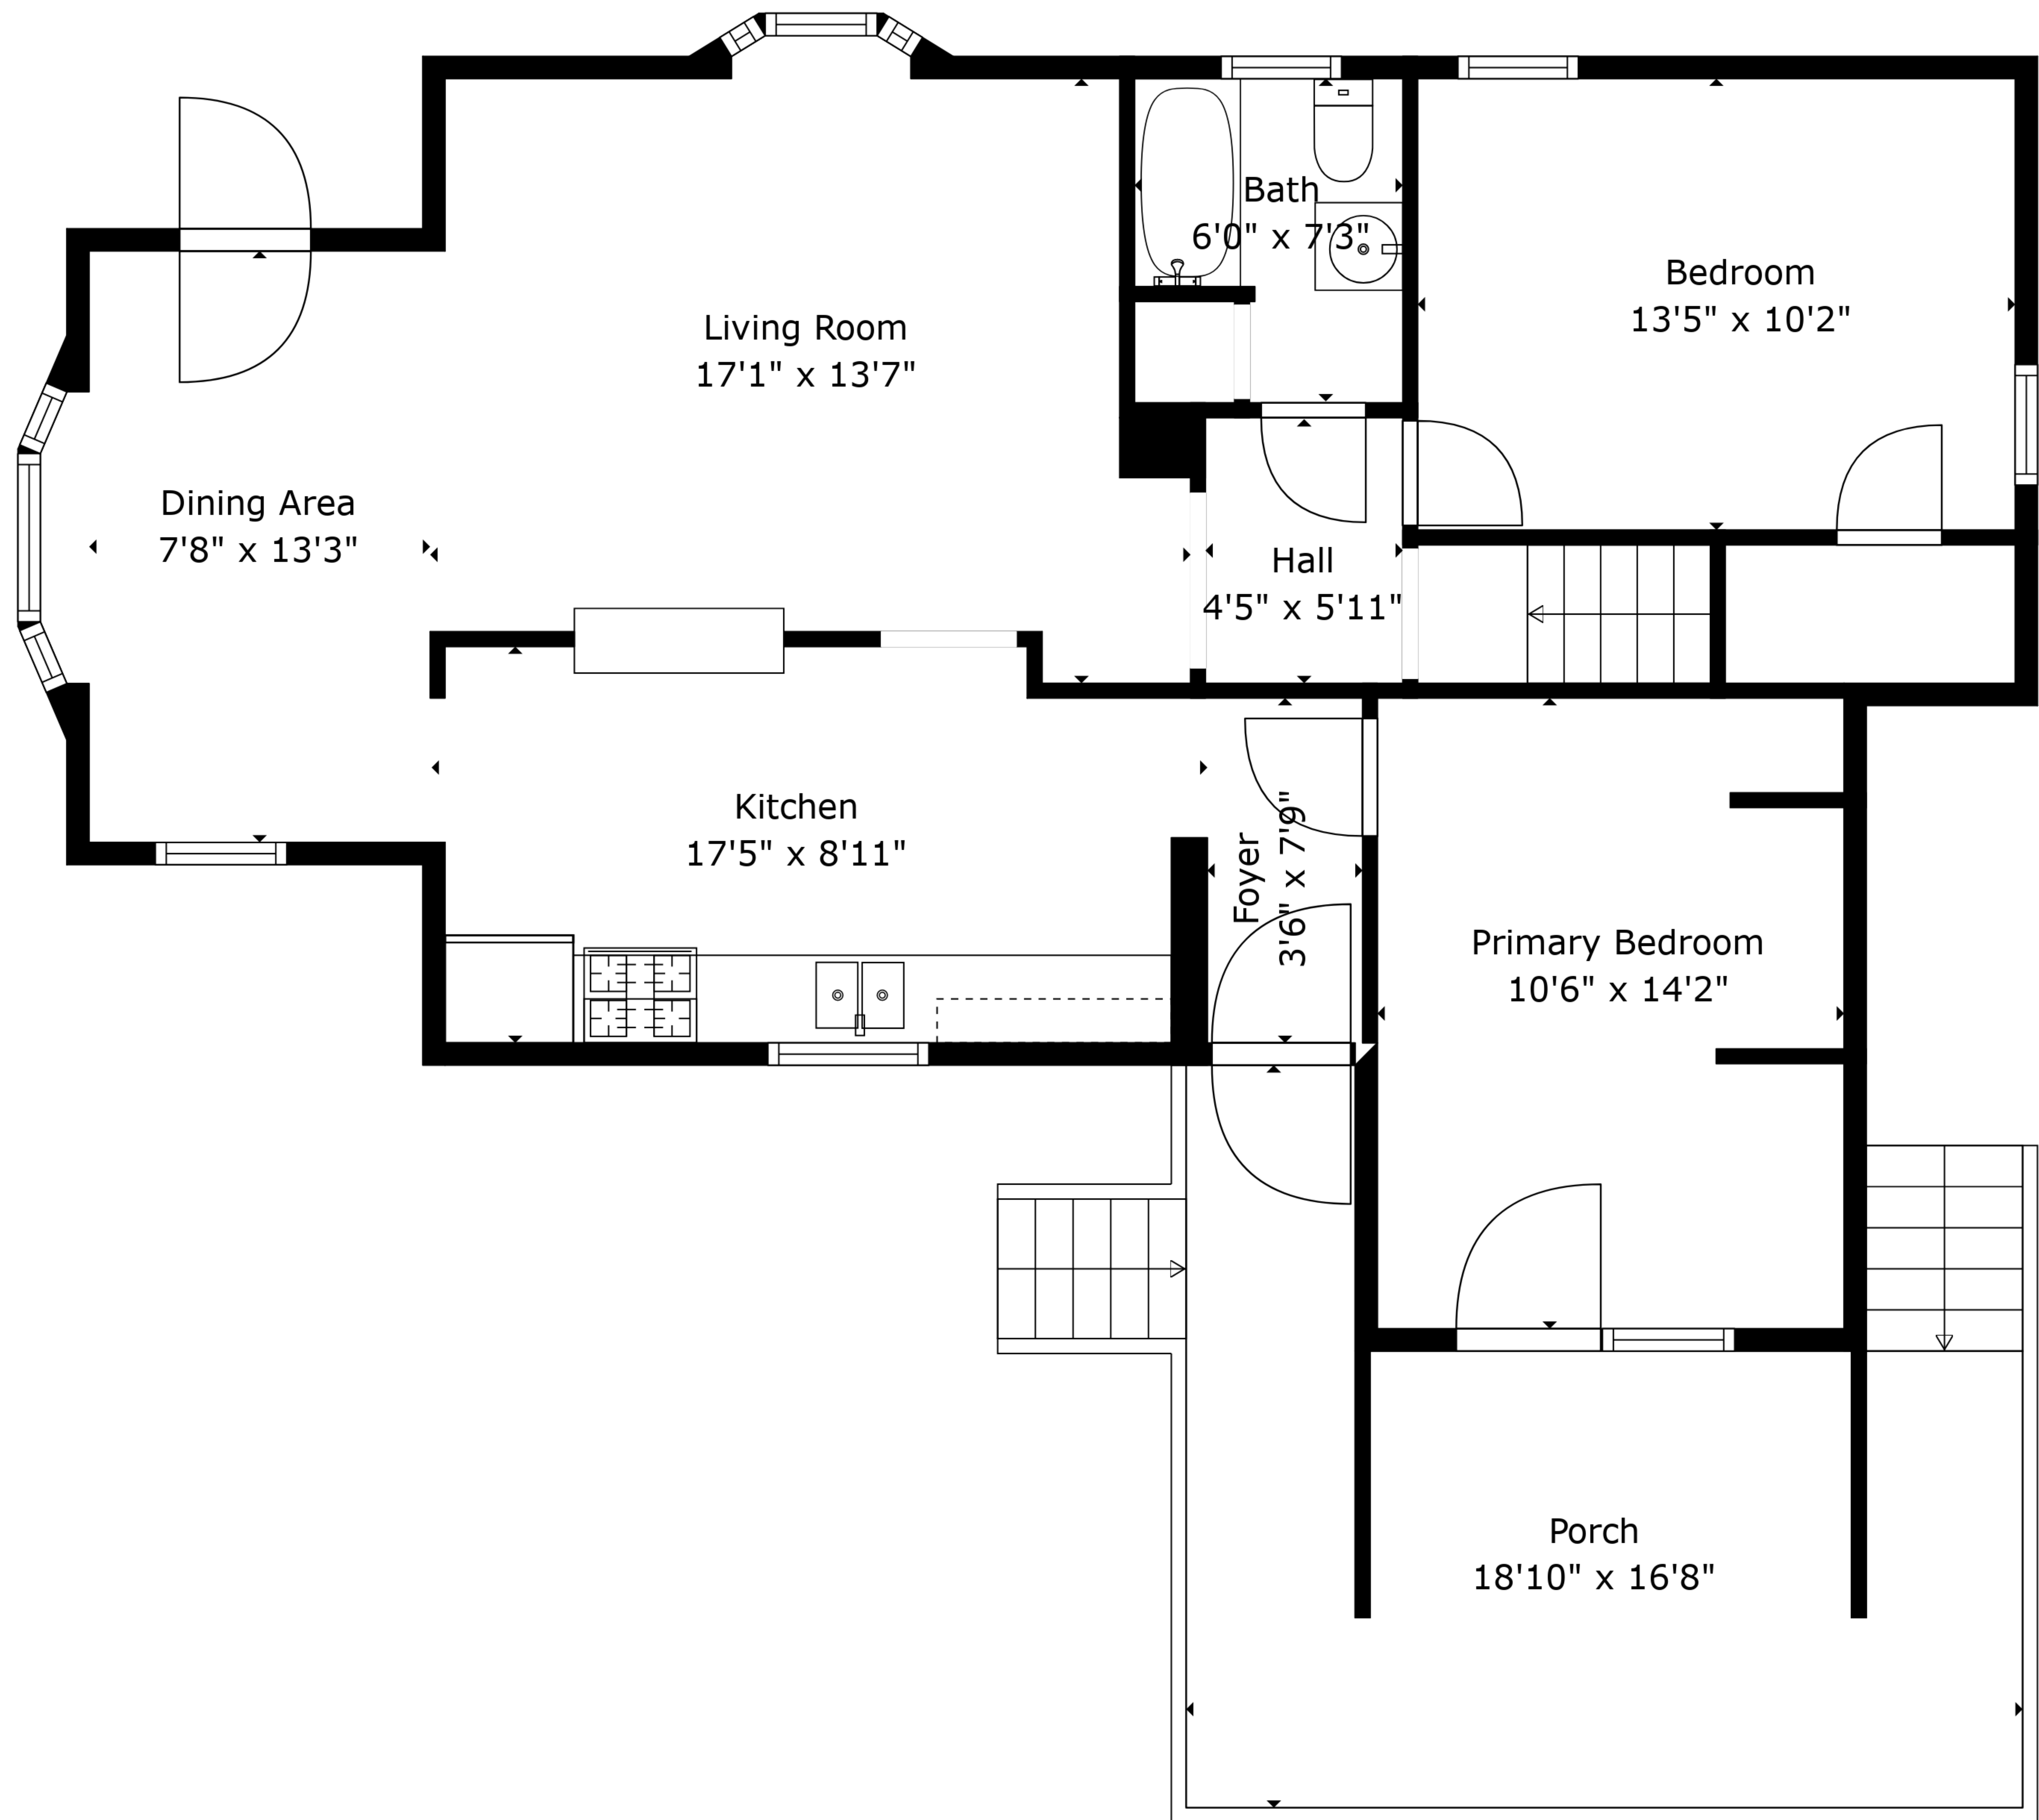 Bath
6'0" x 7'3"
Bedroom
13'5" x 10'2"
Living Room
17'1" x 13'7"
Dining Area
7'8" x 13'3"
Hall
4'5" x 5'11"
Kitchen
17'5" x 8'11"
Foyer
3'6" x 7'9"
Primary Bedroom
10'6" x 14'2"
Porch
18'10" x 16'8"